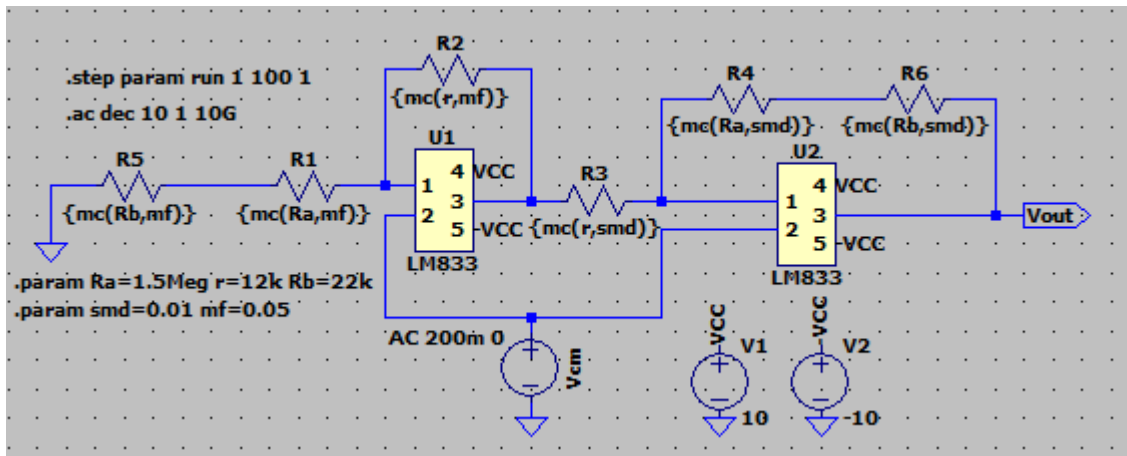 R2
.step param run 1 100 1
{mc(r,mf)}
.ac dec 10 1 10G
R4
R6
{mc(Ra,smd)}
{mc(Rb,smd)}
U1
U2
R5
R1
4
VCC
1
3
2
5
-VCC
LM833
{mc(Rb,mf)}
{mc(Ra,mf)}
R3
{mc(r,smd)}
4
VCC
1
3
2
5
-VCC
LM833
Vout
.param Ra=1.5Meg r=12k Rb=22k
.param smd=0.01 mf=0.05
AC 200m 0
Vcm
VCC
V1
10
-VCC
V2
-10